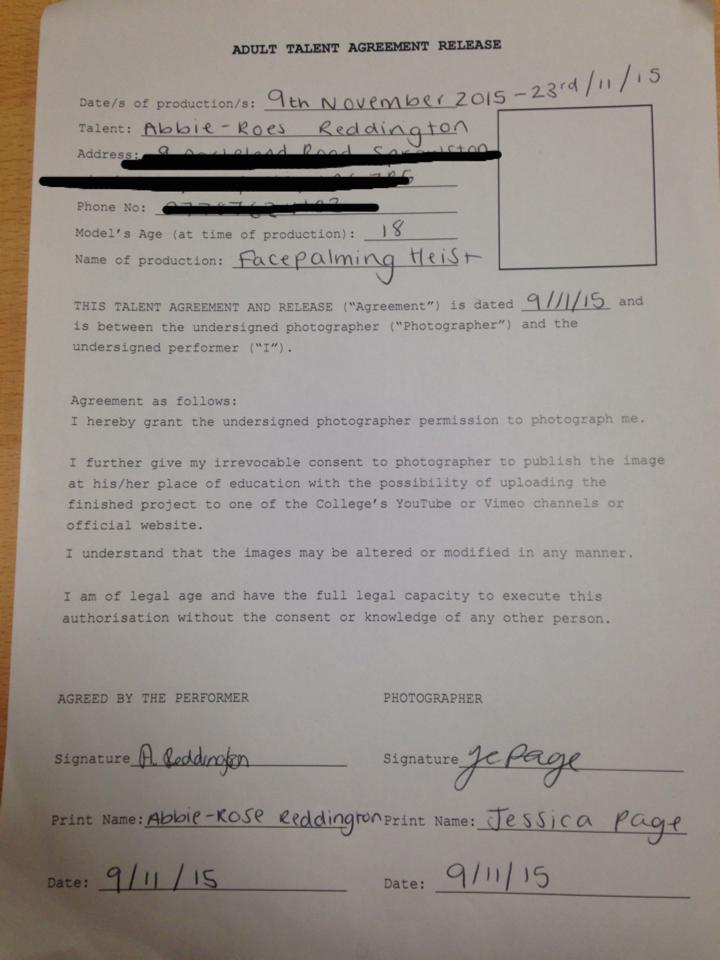 ADULT TALENT AGREEMENT RELEASE
Date/s of production/s: 9th November 2015 - 23rd/11/15
Talent: Abbie-Roes Reddington
Address:
Phone No:
Model's Age (at time of production): 18
Name of production: Facepalming Heist
THIS TALENT AGREEMENT AND RELEASE ("Agreement") is dated 9/11/15 and
is between the undersigned photographer ("Photographer") and the
undersigned performer ("I").
Agreement as follows:
I hereby grant the undersigned photographer permission to photograph me.
I further give my irrevocable consent to photographer to publish the image
at his/her place of education with the possibility of uploading the
finished project to one of the College's YouTube or Vimeo channels or
official website.
I understand that the images may be altered or modified in any manner.
I am of legal age and have the full legal capacity to execute this
authorisation without the consent or knowledge of any other person.
AGREED BY THE PERFORMER PHOTOGRAPHER
Signature A Reddington Signature JCPage
Print Name: Abbie-Rose Reddington Print Name: Jessica Page
Date: 9/11/15 Date: 9/11/15